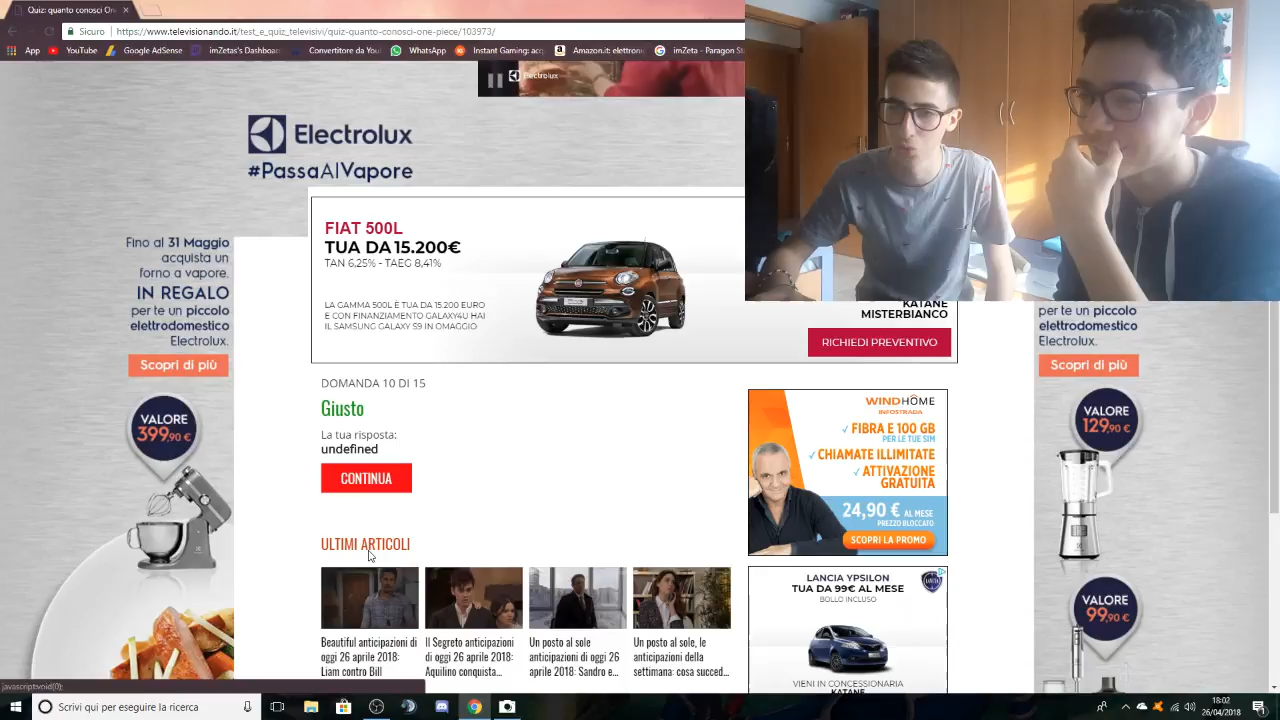 Quiz: quanto conosci One
Sicuro
https://www.televisionando.it/test_e_quiz_televisivi/quiz-quanto-conosci-one-piece/103973/
App:
YouTube
Google AdSense
imZetas's Dashboard
Convertitore da You
WhatsApp
Instant Gaming: acq
Amazon.it: elettron
imZeta - Paragon St
Electrolux
Electrolux
#PassaAlVapore
Fino al 31 Maggio
acquista un
forno a vapore.
IN REGALO
per te un piccolo
elettrodomestico
Electrolux.
Scopri di più
VALORE
399,90 €
FIAT 500L
TUA DA 15.200€
TAN 6,25% - TAEG 8,41%
LA GAMMA 500L È TUA DA 15.200 EURO
E CON FINANZIAMENTO GALAXY4U HAI
IL SAMSUNG GALAXY S9 IN OMAGGIO
KATANE
MISTERBIANCO
RICHIEDI PREVENTIVO
per te un piccolo
elettrodomestico
Electrolux.
Scopri di più
VALORE
129,90 €
VALORE
99,90 €
DOMANDA 10 DI 15
Giusto
La tua risposta:
undefined
CONTINUA
WINDHOME
INFOSTRADA
✓ FIBRA E 100 GB
PER LE TUE SIM
✓ CHIAMATE ILLIMITATE
✓ ATTIVAZIONE
GRATUITA
24,90 € AL MESE
PREZZO BLOCCATO
SCOPRI LA PROMO
ULTIMI ARTICOLI
Beautiful anticipazioni di
oggi 26 aprile 2018:
Liam contro Bill
Il Segreto anticipazioni
di oggi 26 aprile 2018:
Aquilino conquista...
Un posto al sole
anticipazioni di oggi 26
aprile 2018: Sandro e...
Un posto al sole, le
anticipazioni della
settimana: cosa succed...
LANCIA YPSILON
TUA DA 99€ AL MESE
BOLLO INCLUSO
VIENI IN CONCESSIONARIA
KATANE
javascript:void(0);
Scrivi qui per eseguire la ricerca
18:02
26/04/2018